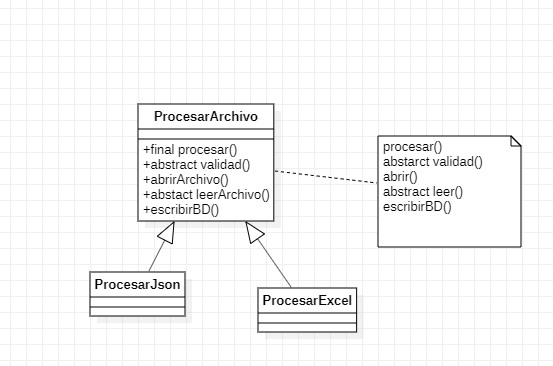 ProcesarArchivo
+final procesar()
+abstract validad()
+abrirArchivo()
+abstact leerArchivo()
+escribirBD()
procesar()
abstarct validad()
abrir()
abstract leer()
escribirBD()
ProcesarJson
ProcesarExcel